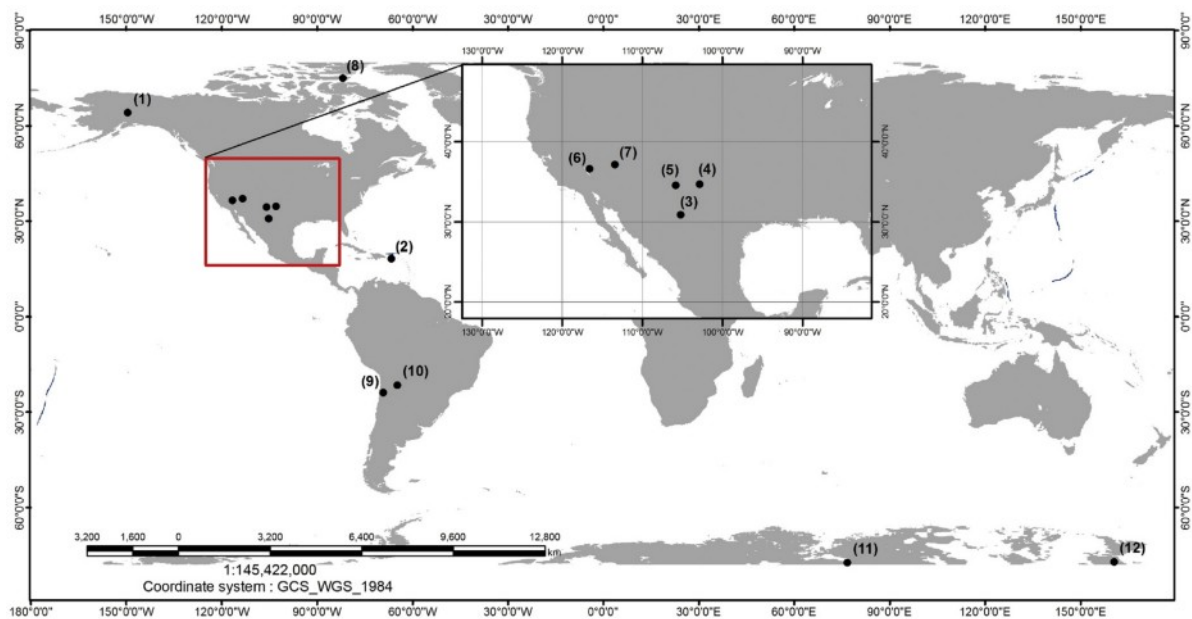 150°0'0"W 120°0'0"W 90°0'0"W 60°0'0"W 30°0'0"W 0°0'0" 30°0'0"E 60°0'0"E 90°0'0"E 120°0'0"E 150°0'0"E
90°0'0"N 90°0'0"N
130°0'0"W 120°0'0"W 110°0'0"W 100°0'0"W 90°0'0"W
(8)
(1)
60°0'0"N 60°0'0"N
40°0'0"N 40°0'0"N
(6) (7)
(5) (4)
(3)
30°0'0"N 30°0'0"N
30°0'0"N 30°0'0"N
(2)
20°0'0"N 20°0'0"N
0°0'0" 0°0'0"
130°0'0"W 120°0'0"W 110°0'0"W 100°0'0"W 90°0'0"W
(9) (10)
30°0'0"S 30°0'0"S
60°0'0"S 60°0'0"S
3,200 1,600 0 3,200 6,400 9,600 12,800
km
(11) (12)
1:145,422,000
Coordinate system : GCS_WGS_1984
180°0'0"W 150°0'0"W 120°0'0"W 90°0'0"W 60°0'0"W 30°0'0"W 0°0'0" 30°0'0"E 60°0'0"E 90°0'0"E 120°0'0"E 150°0'0"E